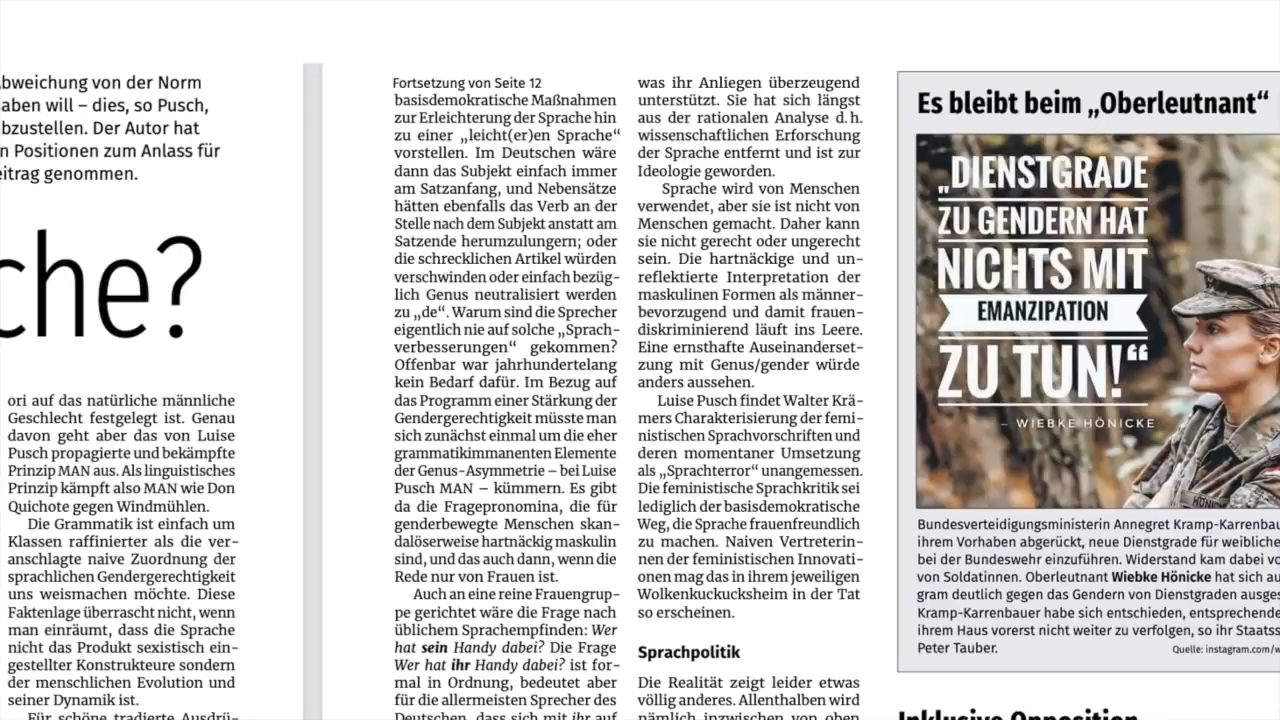 bweichung von der Norm
aben will – dies, so Pusch,
bzustellen. Der Autor hat
n Positionen zum Anlass für
eitrag genommen.
che?
ori auf das natürliche männliche
Geschlecht festgelegt ist. Genau
davon geht aber das von Luise
Pusch propagierte und bekämpfte
Prinzip MAN aus. Als linguistisches
Prinzip kämpft also MAN wie Don
Quichote gegen Windmühlen.
Die Grammatik ist einfach um
Klassen raffinierter als die ver-
anschlagte naive Zuordnung der
sprachlichen Gendergerechtigkeit
uns weismachen möchte. Diese
Faktenlage überrascht nicht, wenn
man einräumt, dass die Sprache
nicht das Produkt sexistisch ein-
gestellter Konstrukteure sondern
der menschlichen Evolution und
seiner Dynamik ist.
Für schöne tradierte Ausdrü-
Fortsetzung von Seite 12
basisdemokratische Maßnahmen
zur Erleichterung der Sprache hin
zu einer „leicht(er)en Sprache“
vorstellen. Im Deutschen wäre
dann das Subjekt einfach immer
am Satzanfang, und Nebensätze
hätten ebenfalls das Verb an der
Stelle nach dem Subjekt anstatt am
Satzende herumzulungern; oder
die schrecklichen Artikel würden
verschwinden oder einfach bezüg-
lich Genus neutralisiert werden
zu „de“. Warum sind die Sprecher
eigentlich nie auf solche „Sprach-
verbesserungen“ gekommen?
Offenbar war jahrhundertelang
kein Bedarf dafür. Im Bezug auf
das Programm einer Stärkung der
Gendergerechtigkeit müsste man
sich zunächst einmal um die eher
grammatikimmanenten Elemente
der Genus-Asymmetrie – bei Luise
Pusch MAN – kümmern. Es gibt
da die Fragepronomina, die für
genderbewegte Menschen skan-
dalöserweise hartnäckig maskulin
sind, und das auch dann, wenn die
Rede nur von Frauen ist.
Auch an eine reine Frauengrup-
pe gerichtet wäre die Frage nach
üblichem Sprachempfinden: Wer
hat sein Handy dabei? Die Frage
Wer hat ihr Handy dabei? ist for-
mal in Ordnung, bedeutet aber
für die allermeisten Sprecher des
Deutschen, dass sich mit ihr auf
was ihr Anliegen überzeugend
unterstützt. Sie hat sich längst
aus der rationalen Analyse d. h.
wissenschaftlichen Erforschung
der Sprache entfernt und ist zur
Ideologie geworden.
Sprache wird von Menschen
verwendet, aber sie ist nicht von
Menschen gemacht. Daher kann
sie nicht gerecht oder ungerecht
sein. Die hartnäckige und un-
reflektierte Interpretation der
maskulinen Formen als männer-
bevorzugend und damit frauen-
diskriminierend läuft ins Leere.
Eine ernsthafte Auseinanderset-
zung mit Genus/gender würde
anders aussehen.
Luise Pusch findet Walter Krä-
mers Charakterisierung der femi-
nistischen Sprachvorschriften und
deren momentaner Umsetzung
als „Sprachterror“ unangemessen.
Die feministische Sprachkritik sei
lediglich der basisdemokratische
Weg, die Sprache frauenfreundlich
zu machen. Naiven Vertreterin-
nen der feministischen Innovati-
onen mag das in ihrem jeweiligen
Wolkenkuckucksheim in der Tat
so erscheinen.
Sprachpolitik
Die Realität zeigt leider etwas
völlig anderes. Allenthalben wird
nämlich inzwischen von oben
Es bleibt beim „Oberleutnant“
„DIENSTGRADE
ZU GENDERN HAT
NICHTS MIT
EMANZIPATION
ZU TUN!“
– WIEBKE HÖNICKE
Bundesverteidigungsministerin Annegret Kramp-Karrenbau
ihrem Vorhaben abgerückt, neue Dienstgrade für weibliche
bei der Bundeswehr einzuführen. Widerstand kam dabei vo
von Soldatinnen. Oberleutnant Wiebke Hönicke hat sich au
gram deutlich gegen das Gendern von Dienstgraden ausges
Kramp-Karrenbauer habe sich entschieden, entsprechende
ihrem Haus vorerst nicht weiter zu verfolgen, so ihr Staatss
Peter Tauber.
Quelle: instagram.com/w
Inklusive Opposition